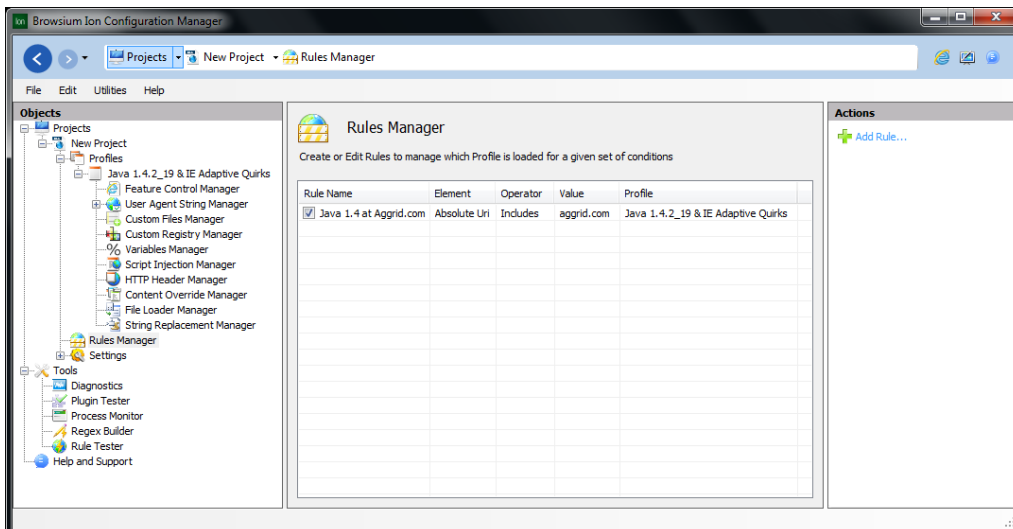 Ion Browsium Ion Configuration Manager
Projects New Project Rules Manager
File Edit Utilities Help
Objects
Projects
New Project
Profiles
Java 1.4.2_19 & IE Adaptive Quirks
Feature Control Manager
User Agent String Manager
Custom Files Manager
Custom Registry Manager
Variables Manager
Script Injection Manager
HTTP Header Manager
Content Override Manager
File Loader Manager
String Replacement Manager
Rules Manager
Settings
Tools
Diagnostics
Plugin Tester
Process Monitor
Regex Builder
Rule Tester
Help and Support
Rules Manager
Create or Edit Rules to manage which Profile is loaded for a given set of conditions
Rule Name Element Operator Value Profile
Java 1.4 at Aggrid.com Absolute Uri Includes aggrid.com Java 1.4.2_19 & IE Adaptive Quirks
Actions
Add Rule...